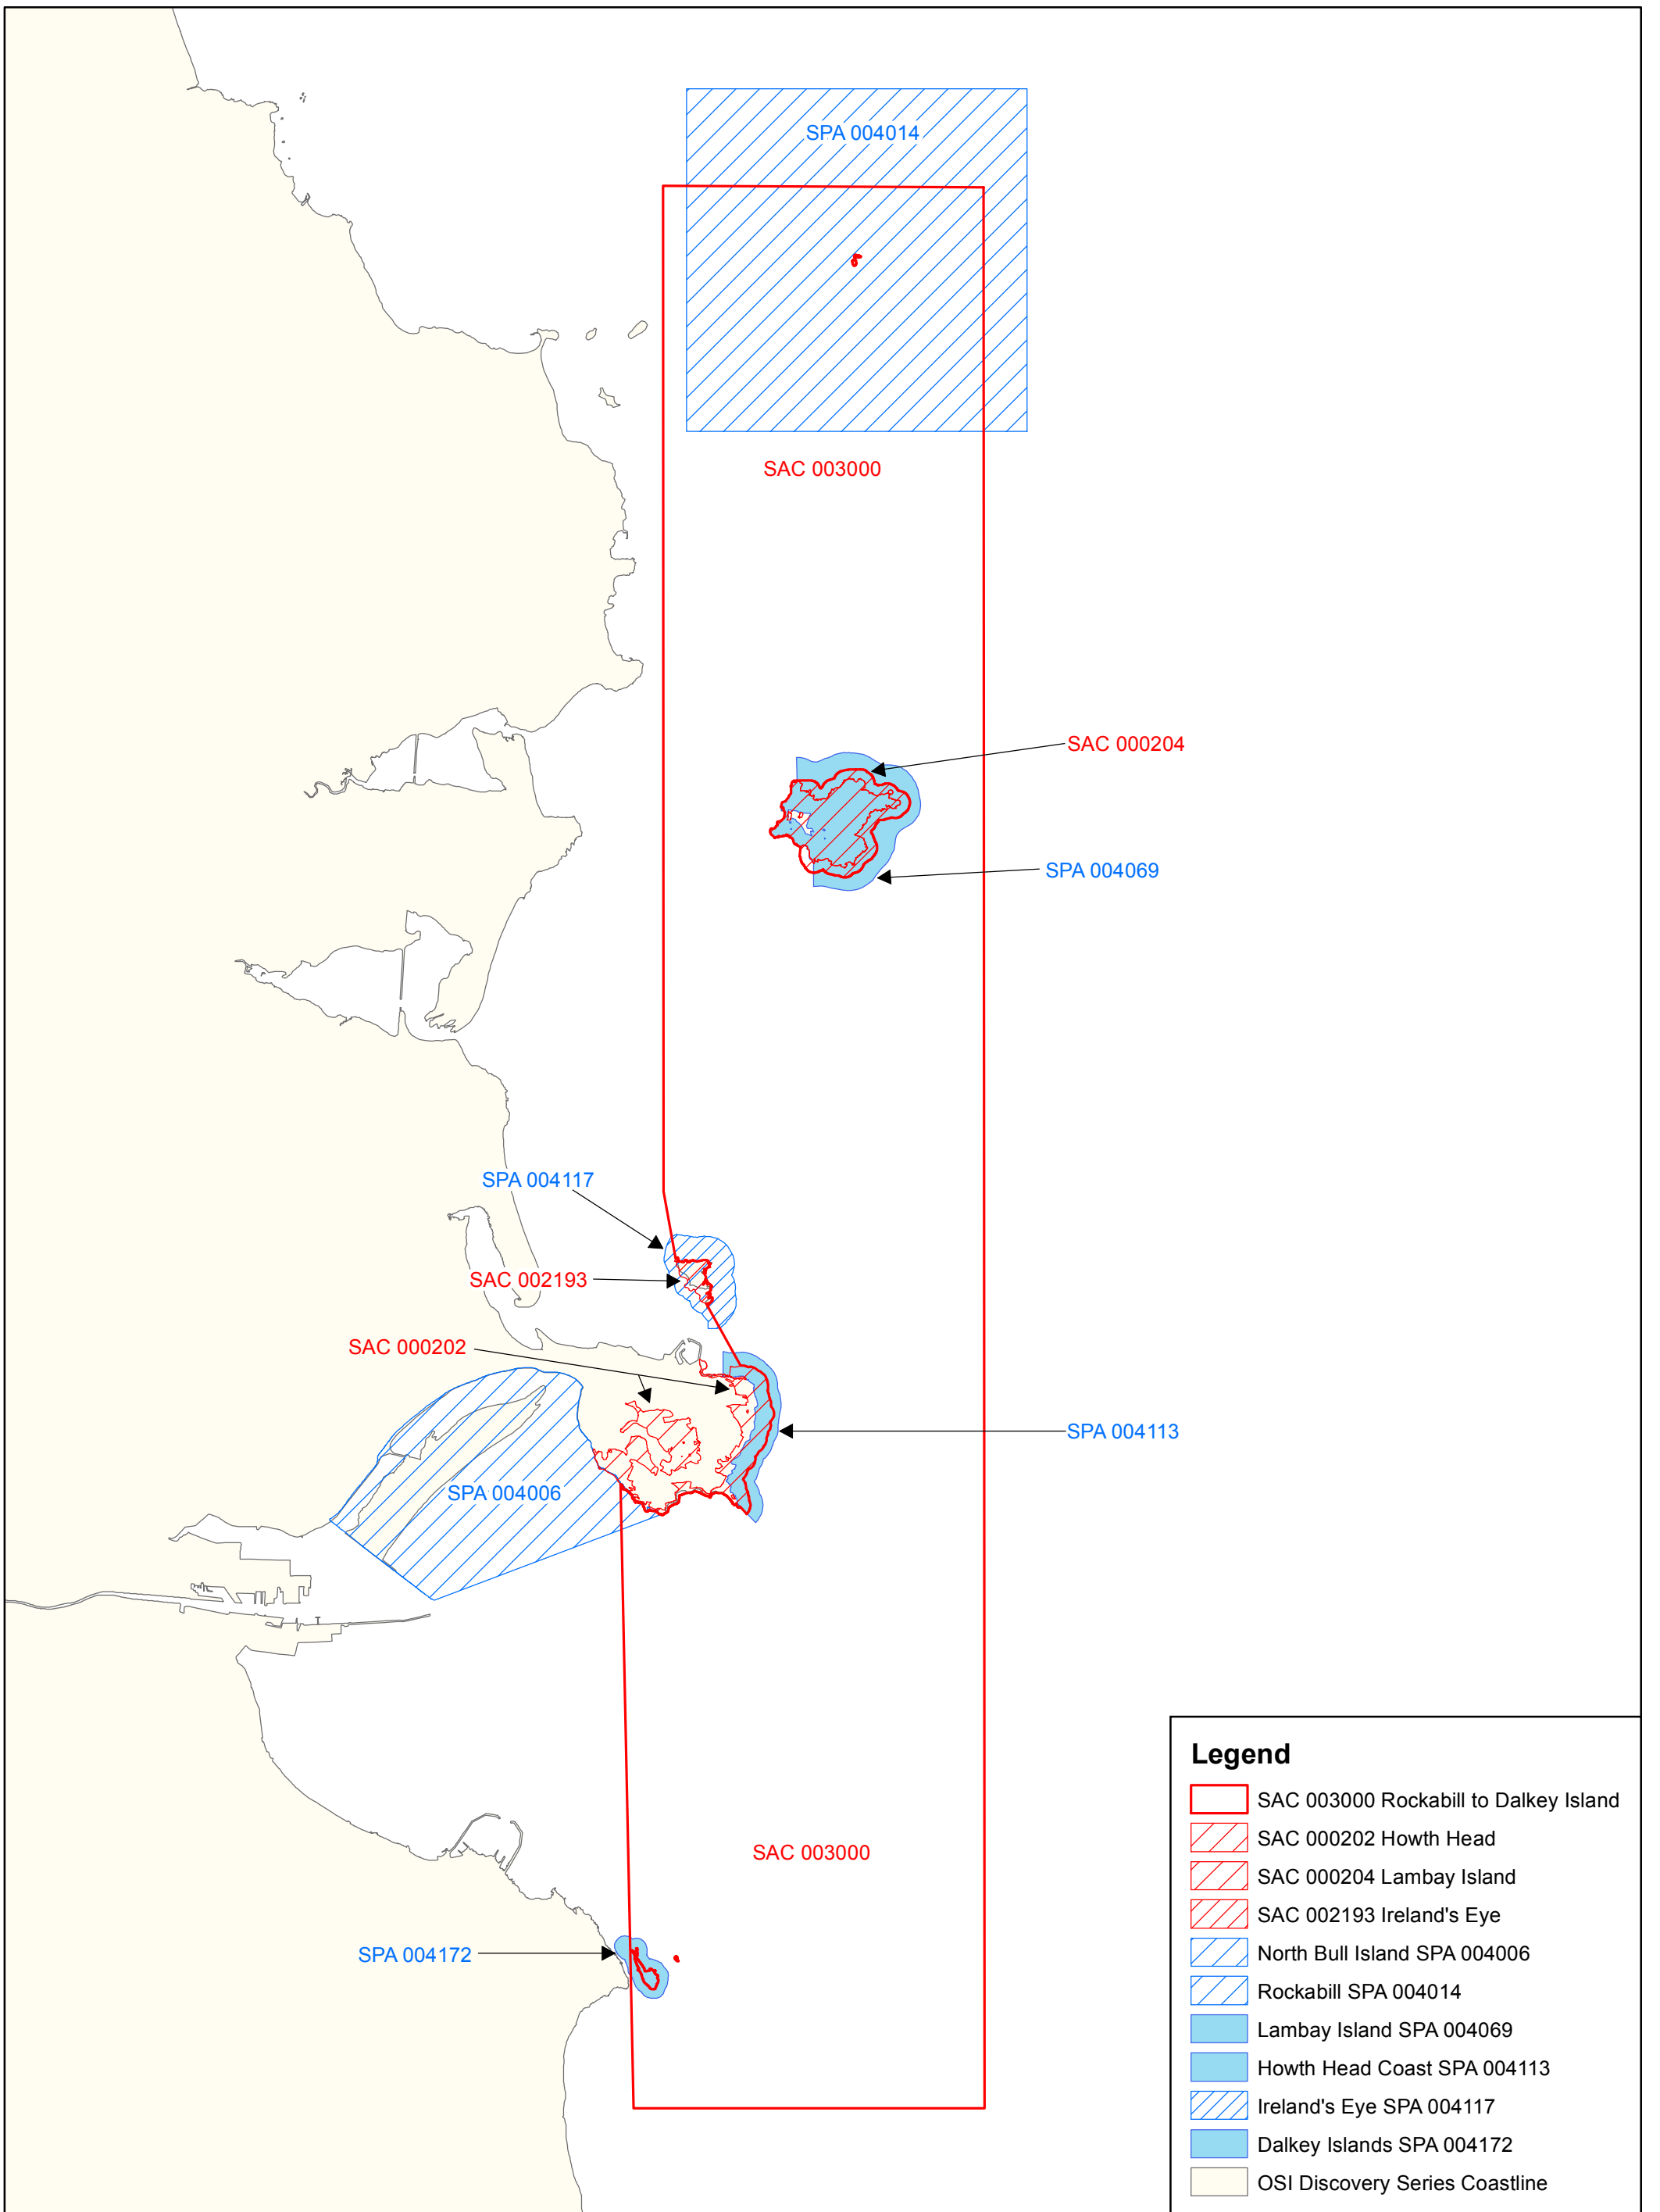 SPA 004014
SAC 003000
SAC 000204
SPA 004069
SPA 004117
SAC 002193
SAC 000202
SPA 004113
SPA 004006
SAC 003000
SPA 004172
Legend
SAC 003000 Rockabill to Dalkey Island
SAC 000202 Howth Head
SAC 000204 Lambay Island
SAC 002193 Ireland's Eye
North Bull Island SPA 004006
Rockabill SPA 004014
Lambay Island SPA 004069
Howth Head Coast SPA 004113
Ireland's Eye SPA 004117
Dalkey Islands SPA 004172
OSI Discovery Series Coastline